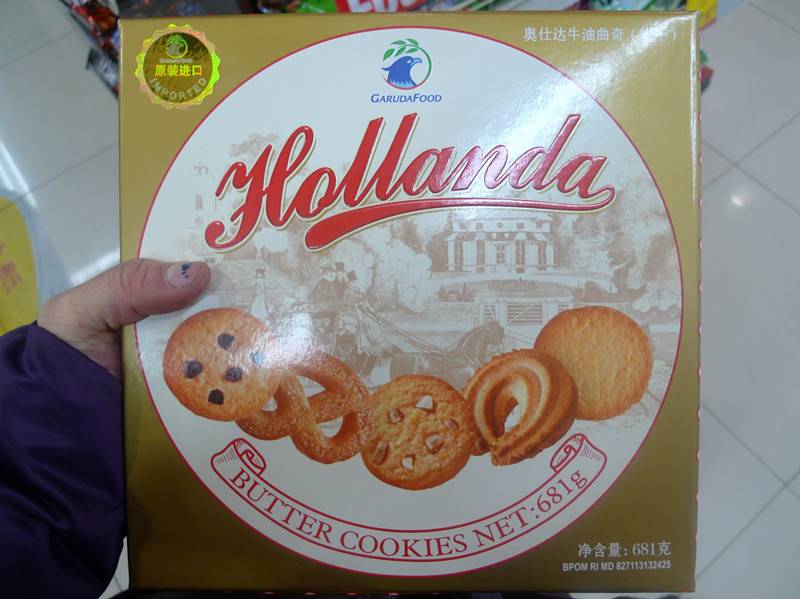 奥仕达牛油曲奇
GARUDAFOOD
原装进口
IMPORTED
GARUDAFOOD
Hollanda
BUTTER COOKIES NET:681g
净含量:681克
BPOM RI MD 827113132425